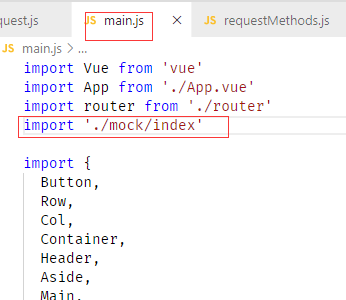 quest.js
JS main.js
JS requestMethods.js
JS main.js > ...
import Vue from 'vue'
import App from './App.vue'
import router from './router'
import './mock/index'
import {
Button,
Row,
Col,
Container,
Header,
Aside,
Main,